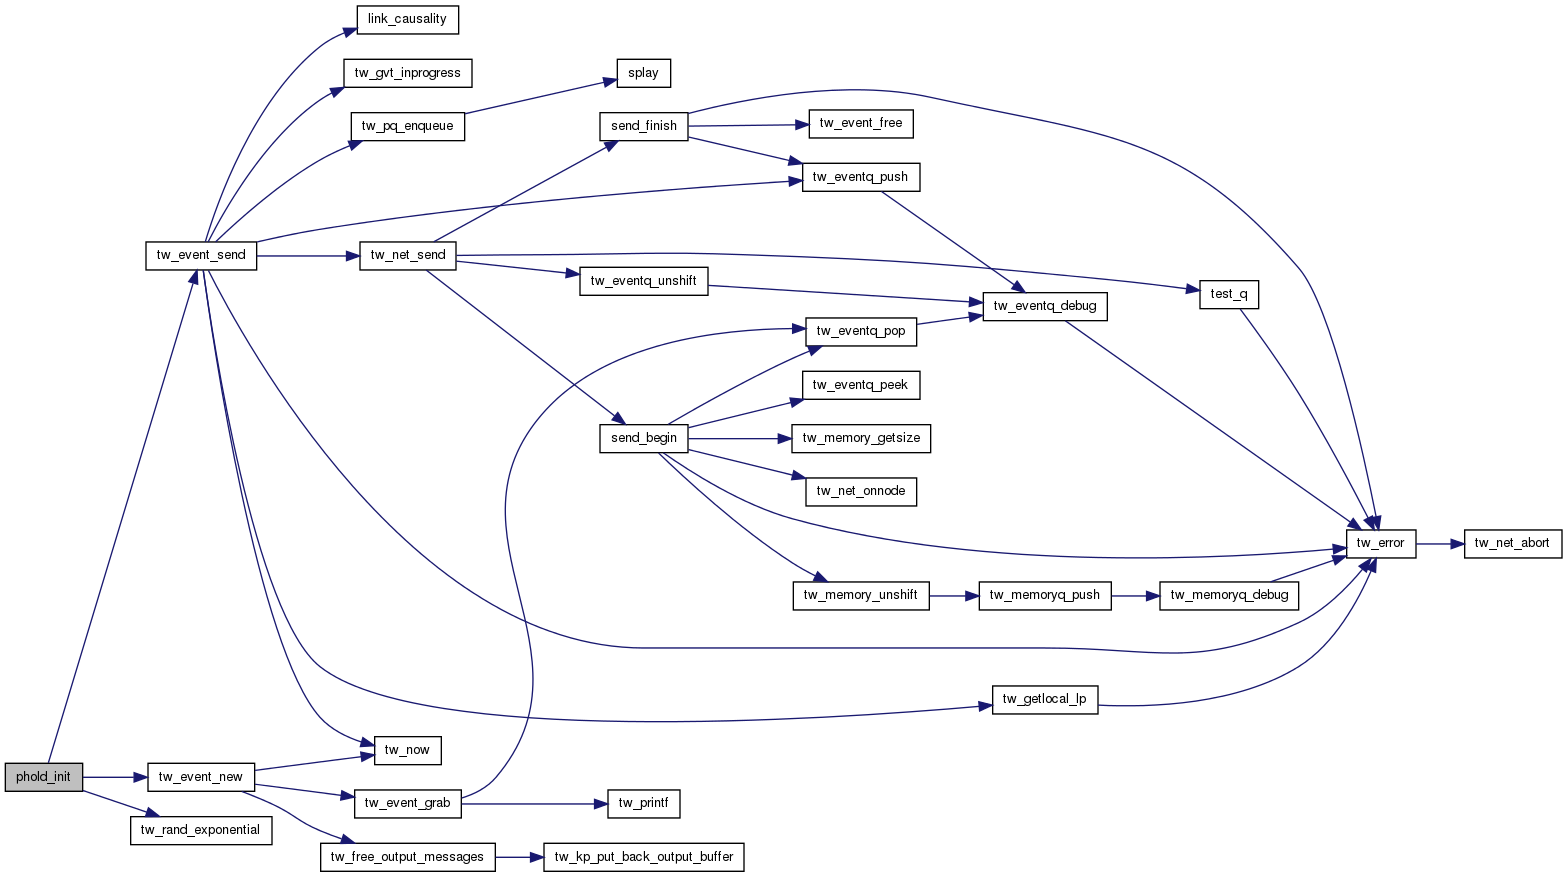 link_causality
tw_gvt_inprogress
splay
tw_pq_enqueue
send_finish
tw_event_free
tw_eventq_push
tw_event_send
tw_net_send
tw_eventq_unshift
test_q
tw_eventq_debug
tw_eventq_pop
tw_eventq_peek
send_begin
tw_memory_getsize
tw_net_onnode
tw_error
tw_net_abort
tw_memory_unshift
tw_memoryq_push
tw_memoryq_debug
tw_getlocal_lp
tw_now
phold_init
tw_event_new
tw_event_grab
tw_printf
tw_rand_exponential
tw_free_output_messages
tw_kp_put_back_output_buffer